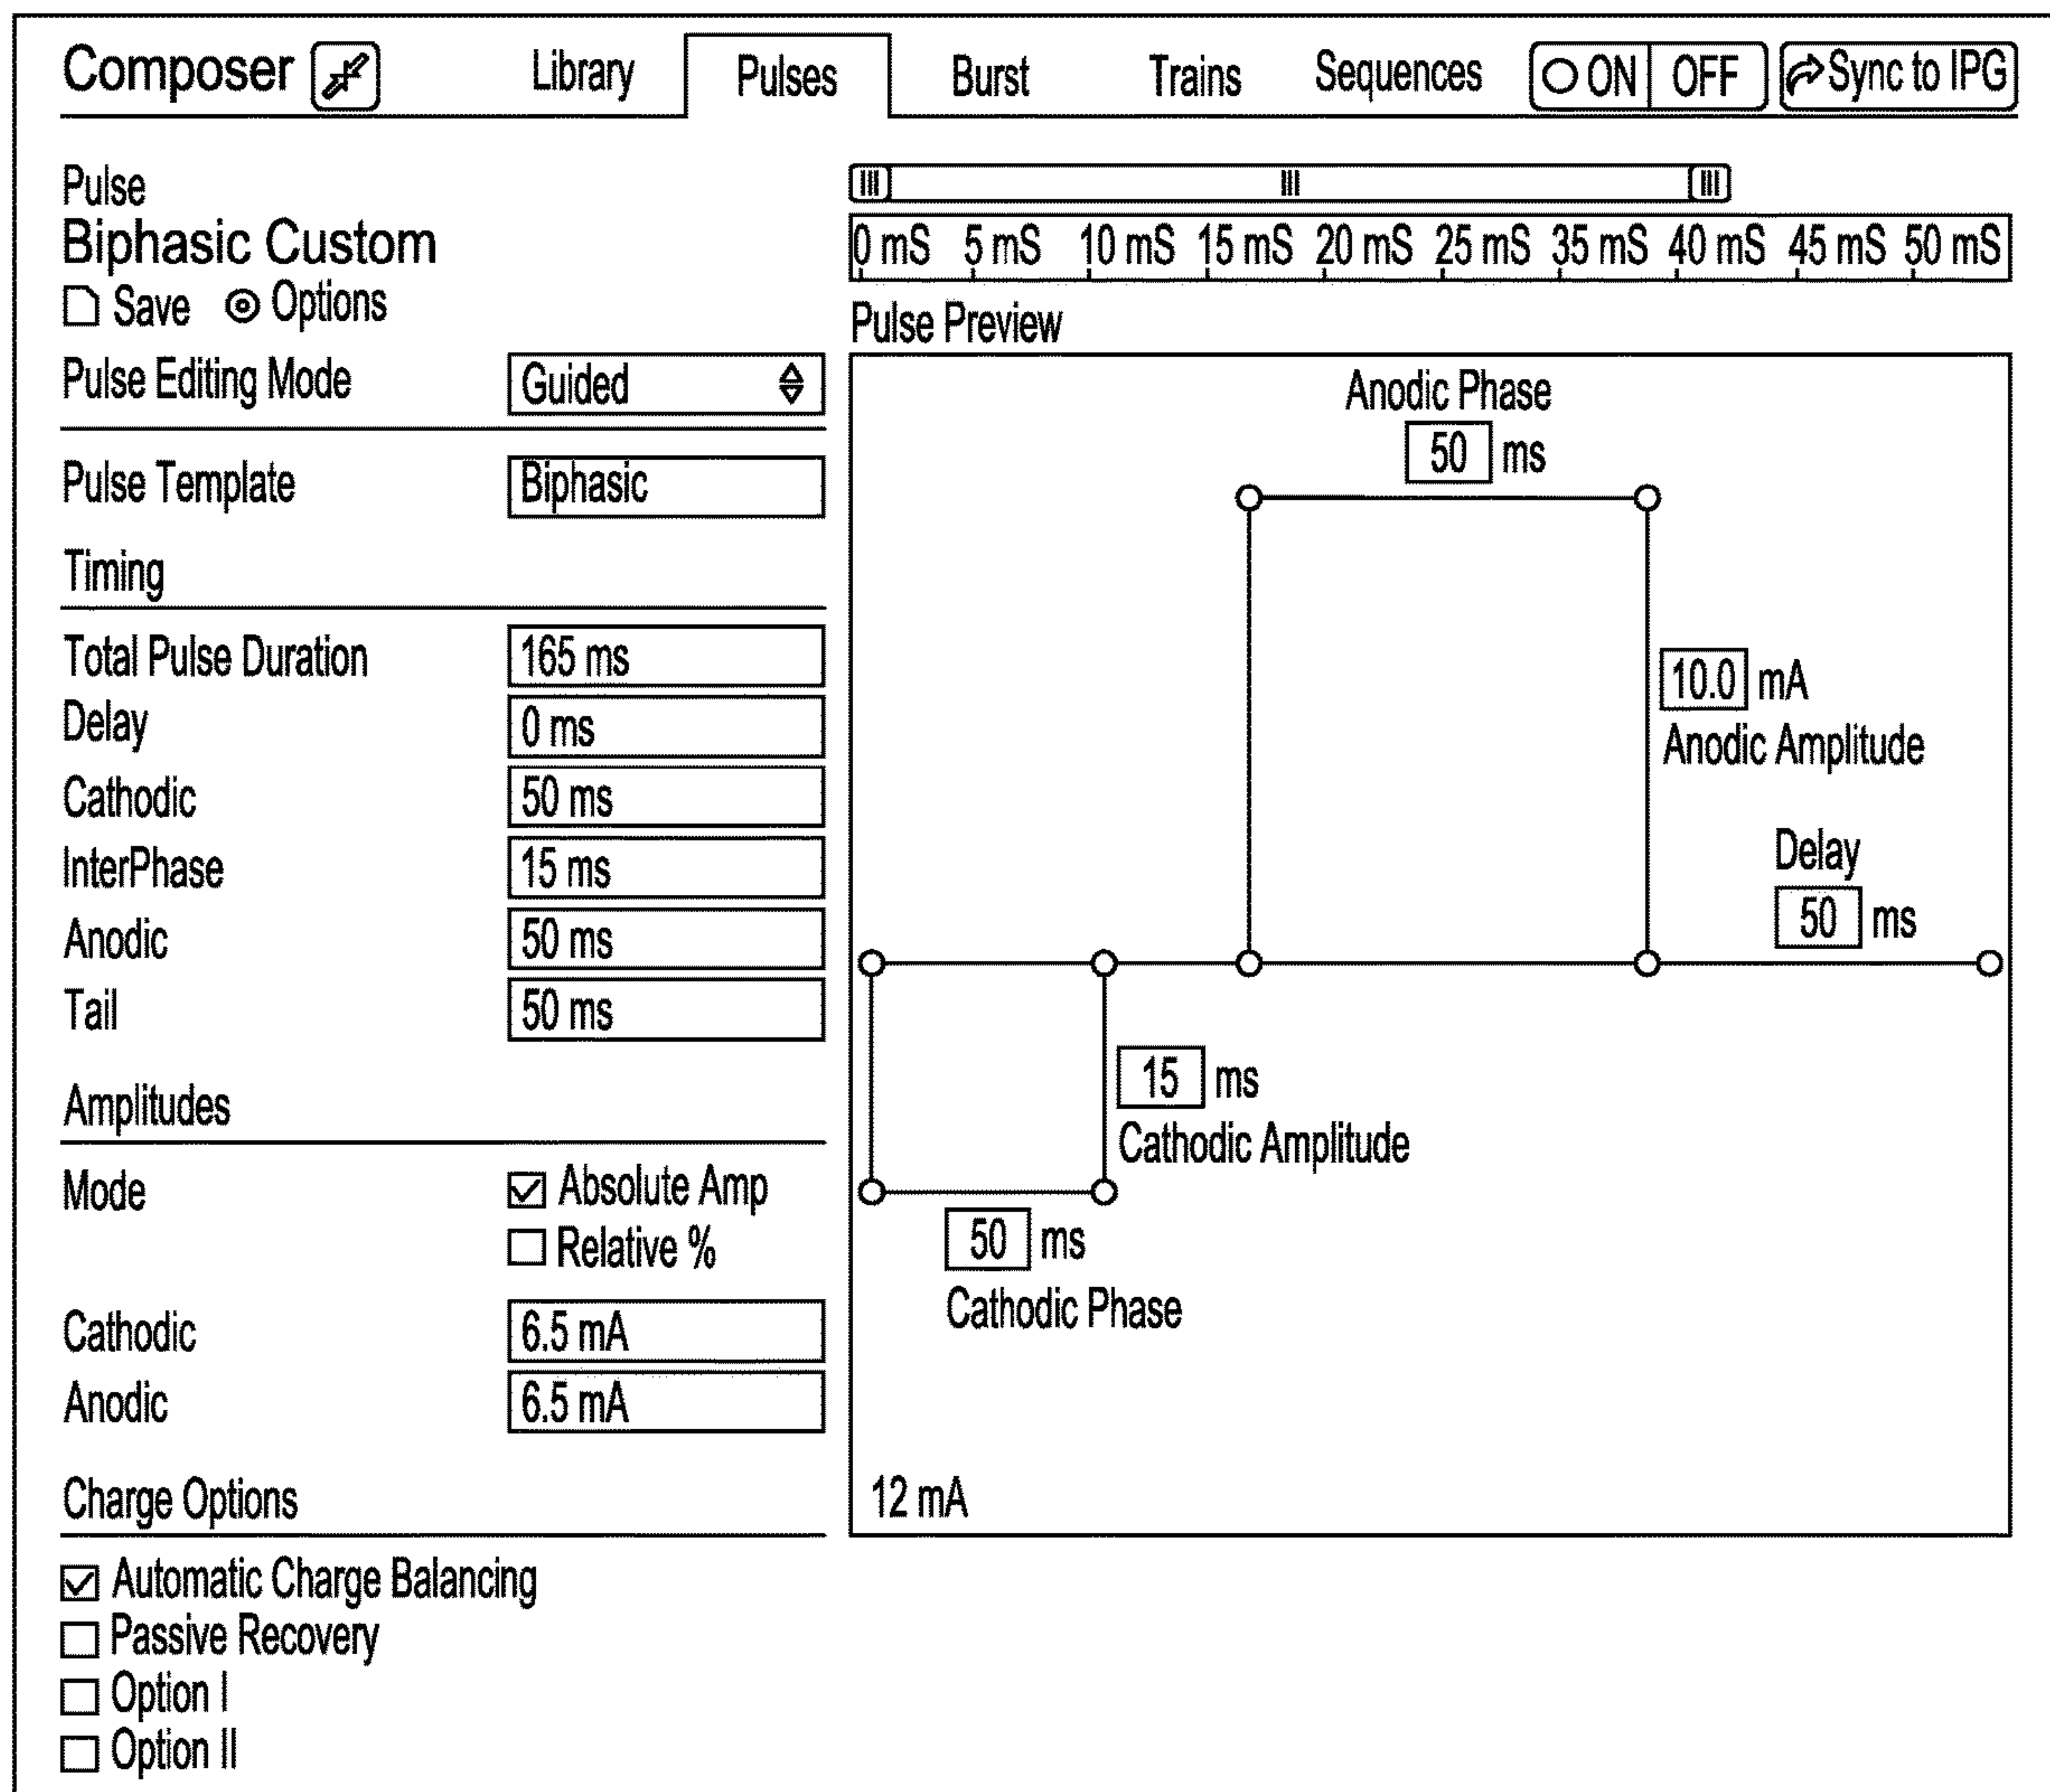 Composer Library Pulses Burst Trains Sequences ON OFF Sync to IPG
Pulse
Biphasic Custom
Save Options
0 mS 5 mS 10 mS 15 mS 20 mS 25 mS 35 mS 40 mS 45 mS 50 mS
Pulse Preview
Pulse Editing Mode Guided
Pulse Template Biphasic
Timing
Total Pulse Duration 165 ms
Delay 0 ms
Cathodic 50 ms
InterPhase 15 ms
Anodic 50 ms
Tail 50 ms
Amplitudes
Mode Absolute Amp
Relative %
Cathodic 6.5 mA
Anodic 6.5 mA
Charge Options
Automatic Charge Balancing
Passive Recovery
Option I
Option II
Anodic Phase
50 ms
10.0 mA
Anodic Amplitude
Delay
50 ms
15 ms
Cathodic Amplitude
50 ms
Cathodic Phase
12 mA